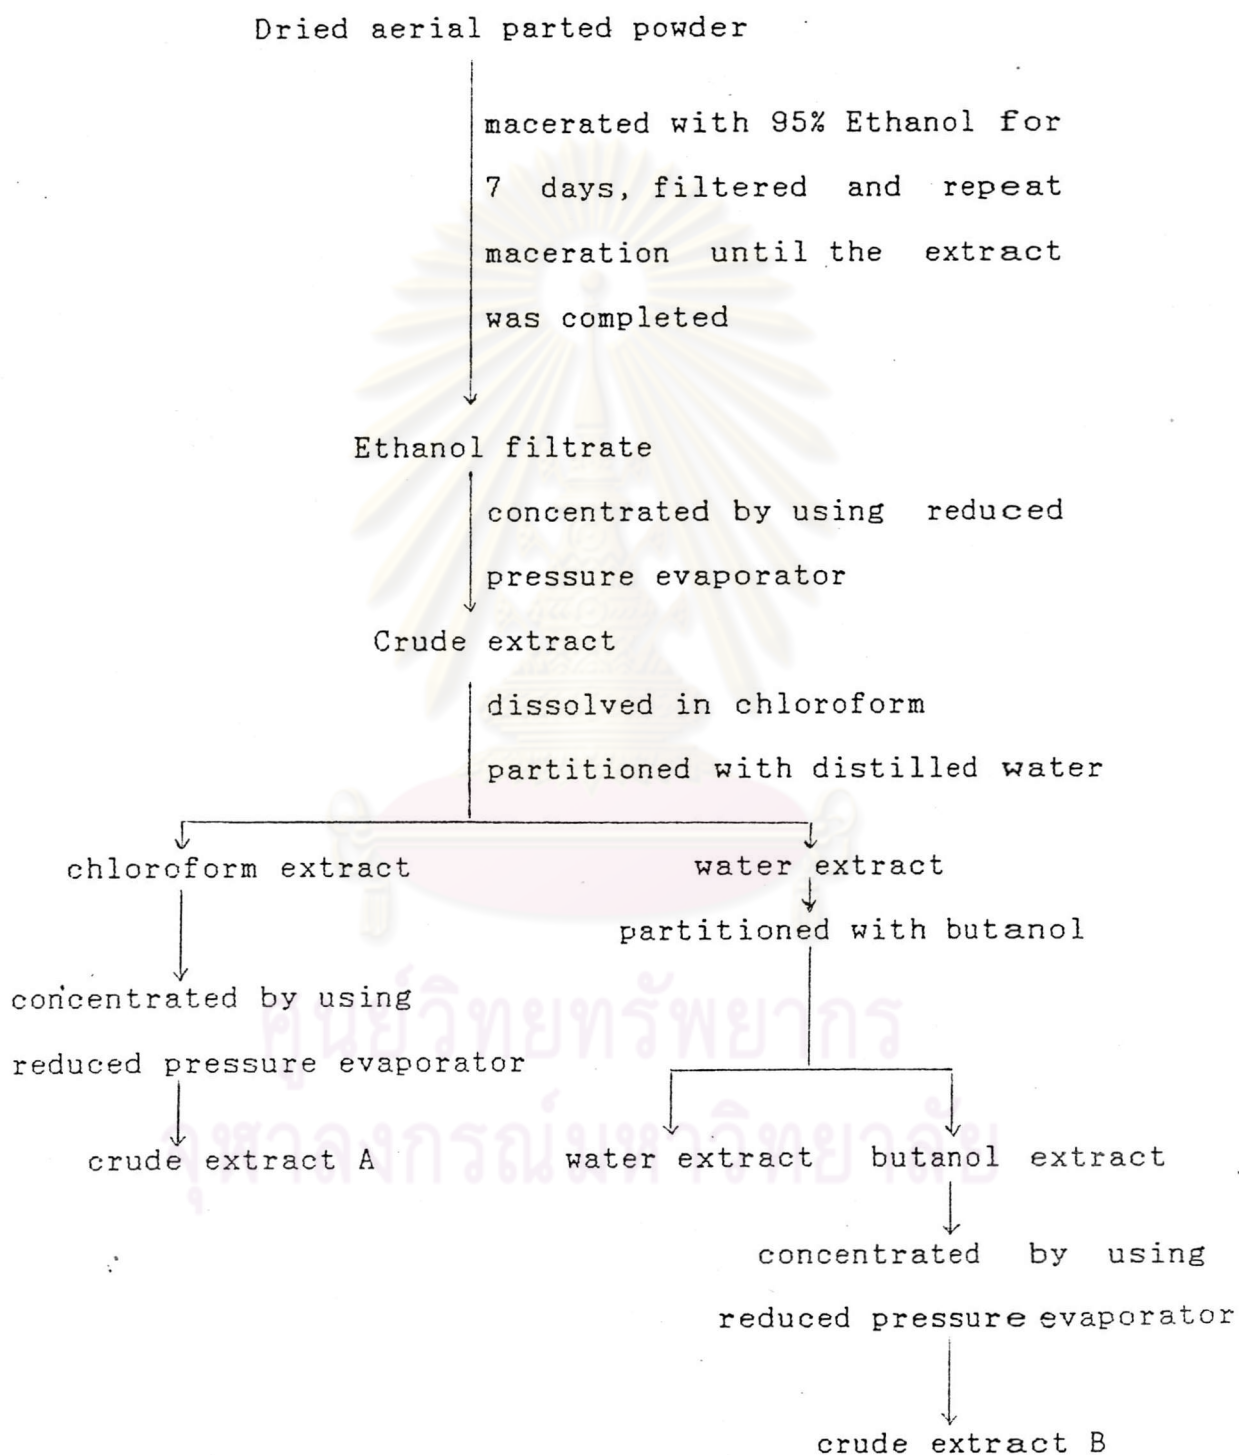 Dried aerial parted powder
macerated with 95% Ethanol for
7 days, filtered and repeat
maceration until the extract
was completed
Ethanol filtrate
concentrated by using reduced
pressure evaporator
Crude extract
dissolved in chloroform
partitioned with distilled water
chloroform extract
water extract
partitioned with butanol
concentrated by using
reduced pressure evaporator
crude extract A
water extract
butanol extract
concentrated by using
reduced pressure evaporator
crude extract B
ศูนย์วิทยทรัพยากร
จุฬาลงกรณ์มหาวิทยาลัย